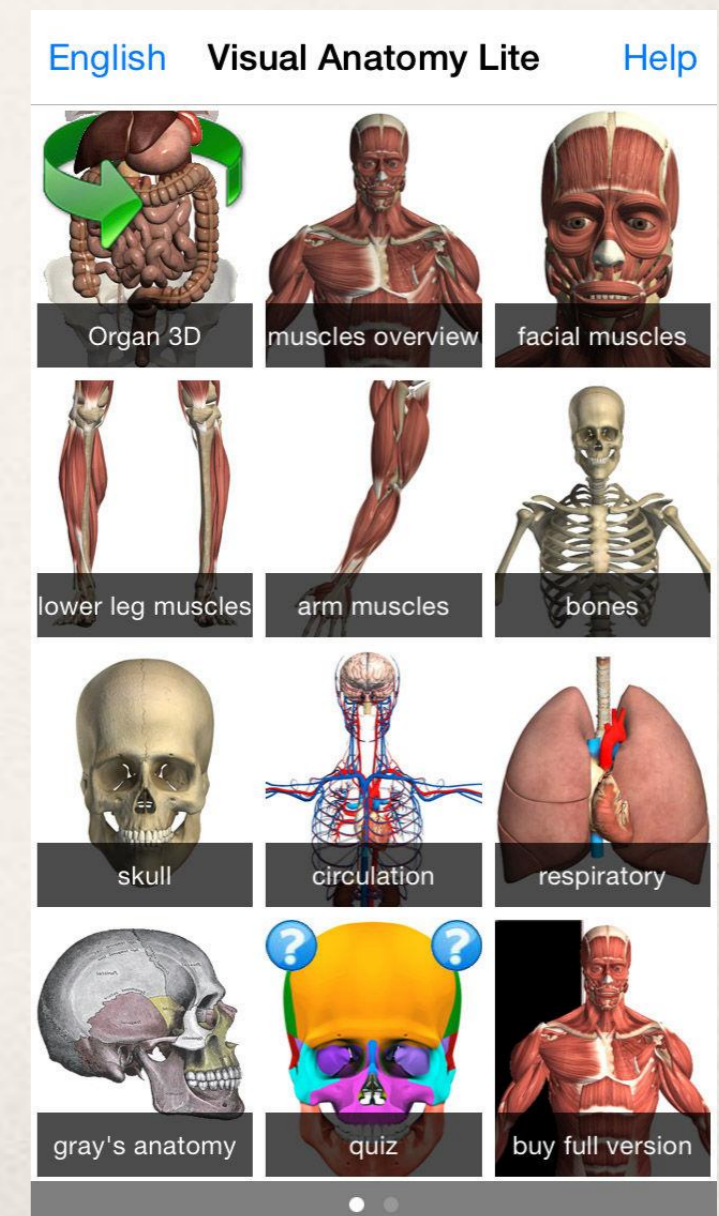 English Visual Anatomy Lite Help
Organ 3D muscles overview facial muscles
lower leg muscles arm muscles bones
skull circulation respiratory
? ?
gray's anatomy quiz buy full version